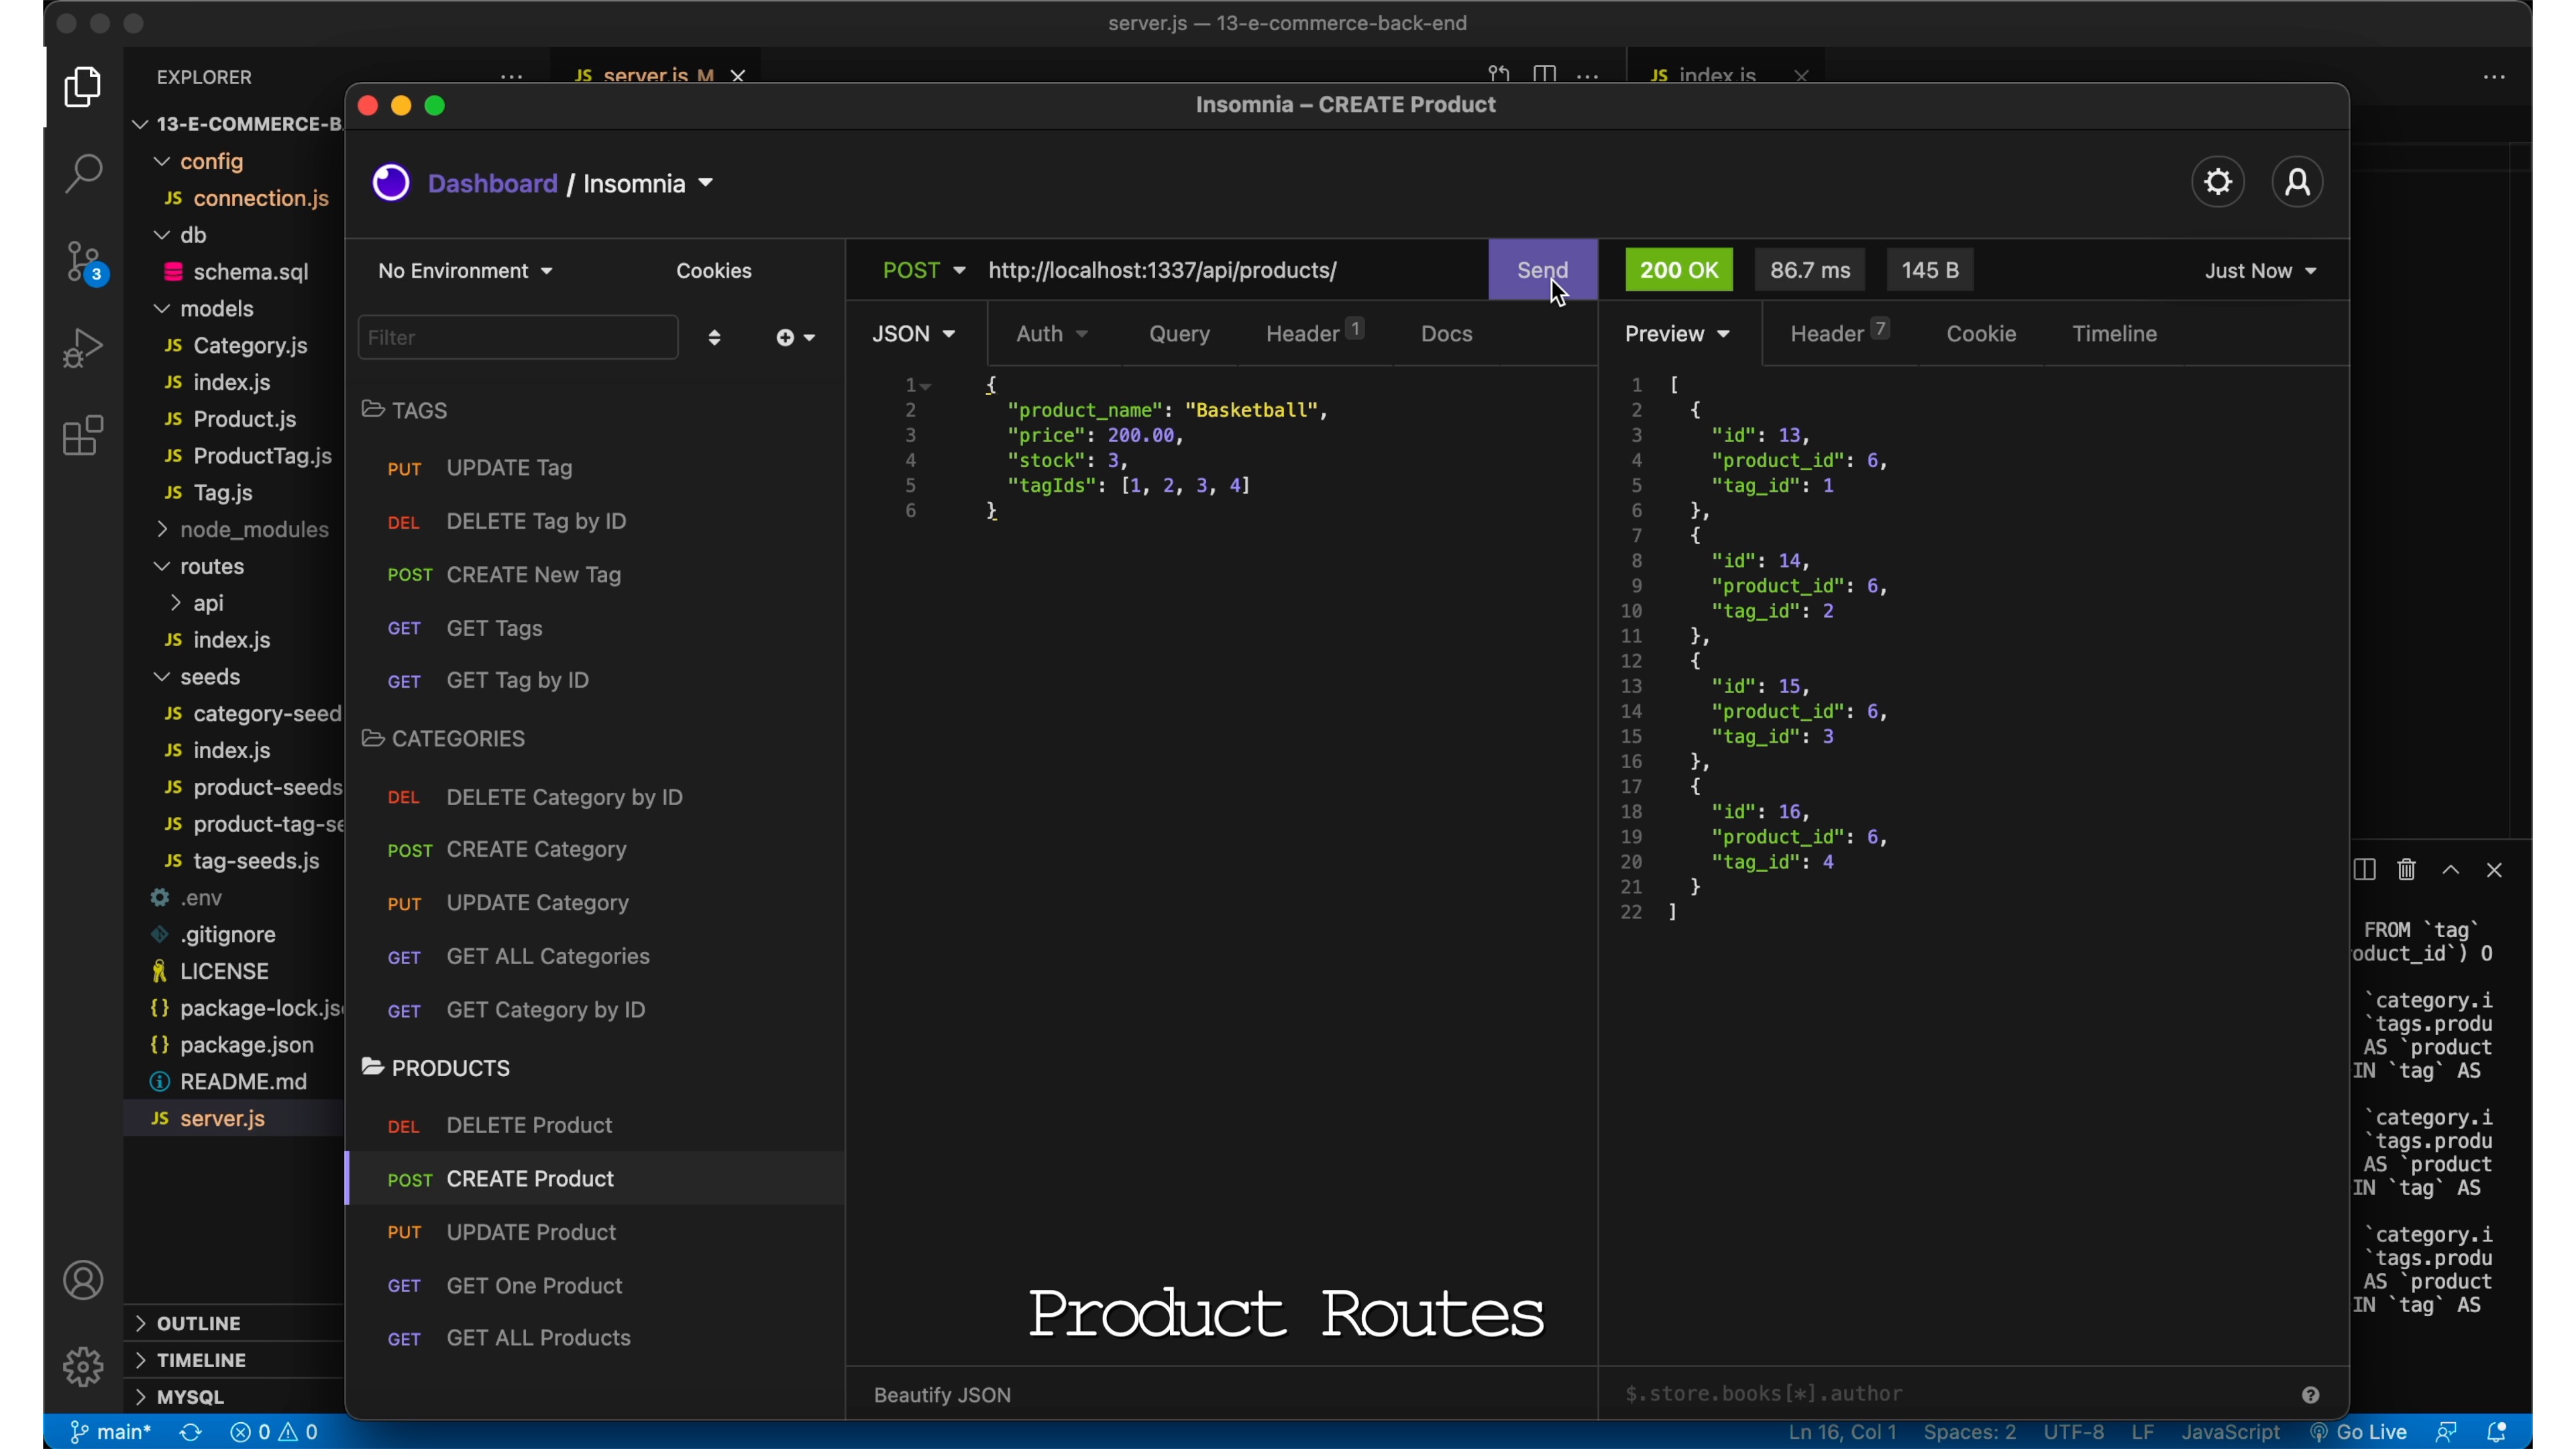 server.js — 13-e-commerce-back-end
EXPLORER
JS server.js M
JS index.js
13-E-COMMERCE-B
config
JS connection.js
db
schema.sql
models
JS Category.js
JS index.js
JS Product.js
JS ProductTag.js
JS Tag.js
node_modules
routes
api
JS index.js
seeds
JS category-seed
JS index.js
JS product-seeds
JS product-tag-se
JS tag-seeds.js
.env
.gitignore
LICENSE
{} package-lock.js
{} package.json
README.md
JS server.js
OUTLINE
TIMELINE
MYSQL
3
Insomnia – CREATE Product
Dashboard / Insomnia
No Environment
Cookies
Filter
TAGS
PUT UPDATE Tag
DEL DELETE Tag by ID
POST CREATE New Tag
GET GET Tags
GET GET Tag by ID
CATEGORIES
DEL DELETE Category by ID
POST CREATE Category
PUT UPDATE Category
GET GET ALL Categories
GET GET Category by ID
PRODUCTS
DEL DELETE Product
POST CREATE Product
PUT UPDATE Product
GET GET One Product
GET GET ALL Products
POST http://localhost:1337/api/products/ Send
JSON Auth Query Header 1 Docs
1 {
2 "product_name": "Basketball",
3 "price": 200.00,
4 "stock": 3,
5 "tagIds": [1, 2, 3, 4]
6 }
Product Routes
Beautify JSON
200 OK 86.7 ms 145 B Just Now
Preview Header 7 Cookie Timeline
1 [
2 {
3 "id": 13,
4 "product_id": 6,
5 "tag_id": 1
6 },
7 {
8 "id": 14,
9 "product_id": 6,
10 "tag_id": 2
11 },
12 {
13 "id": 15,
14 "product_id": 6,
15 "tag_id": 3
16 },
17 {
18 "id": 16,
19 "product_id": 6,
20 "tag_id": 4
21 }
22 ]
$.store.books[*].author
FROM `tag`
oduct_id`) O
`category.i
`tags.produ
AS `product
IN `tag` AS
`category.i
`tags.produ
AS `product
IN `tag` AS
`category.i
`tags.produ
AS `product
IN `tag` AS
main* 0 0
Ln 16, Col 1 Spaces: 2 UTF-8 LF JavaScript Go Live